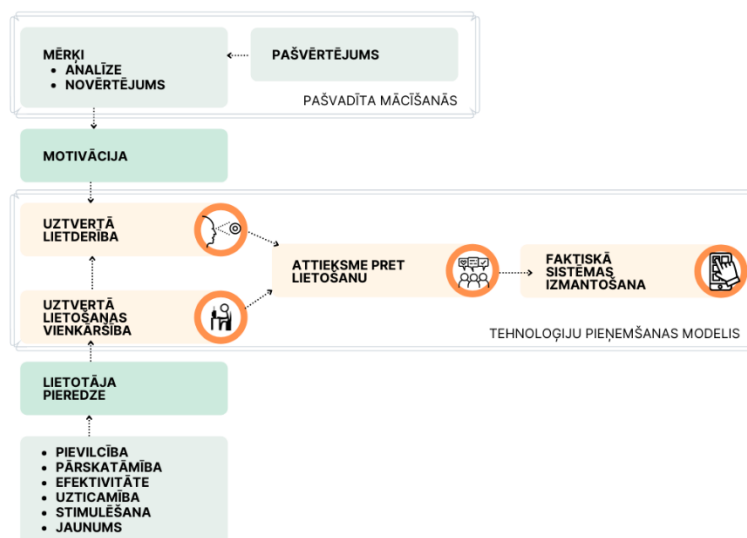 MĒRĶI
• ANALĪZE
• NOVĒRTĒJUMS
PAŠVĒRTĒJUMS
PAŠVADĪTA MĀCĪŠANĀS
MOTIVĀCIJA
UZTVERTĀ
LIETDERĪBA
ATTIEKSME PRET
LIETOŠANU
FAKTISKĀ
SISTĒMAS
IZMANTOŠANA
UZTVERTĀ
LIETOŠANAS
VIENKĀRŠĪBA
TEHNOLOĢIJU PIEŅEMŠANAS MODELIS
LIETOTĀJA
PIEREDZE
• PIEVILCĪBA
• PĀRSKATĀMĪBA
• EFEKTIVITĀTE
• UZTICAMĪBA
• STIMULĒŠANA
• JAUNUMS